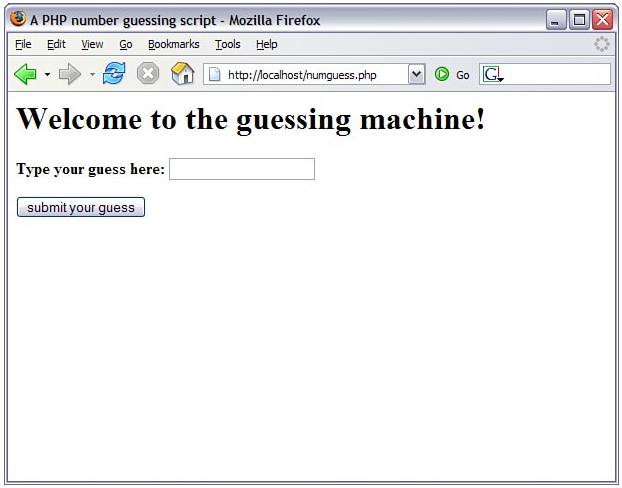 A PHP number guessing script - Mozilla Firefox
File Edit View Go Bookmarks Tools Help
http://localhost/numguess.php Go G
Welcome to the guessing machine!
Type your guess here:
submit your guess